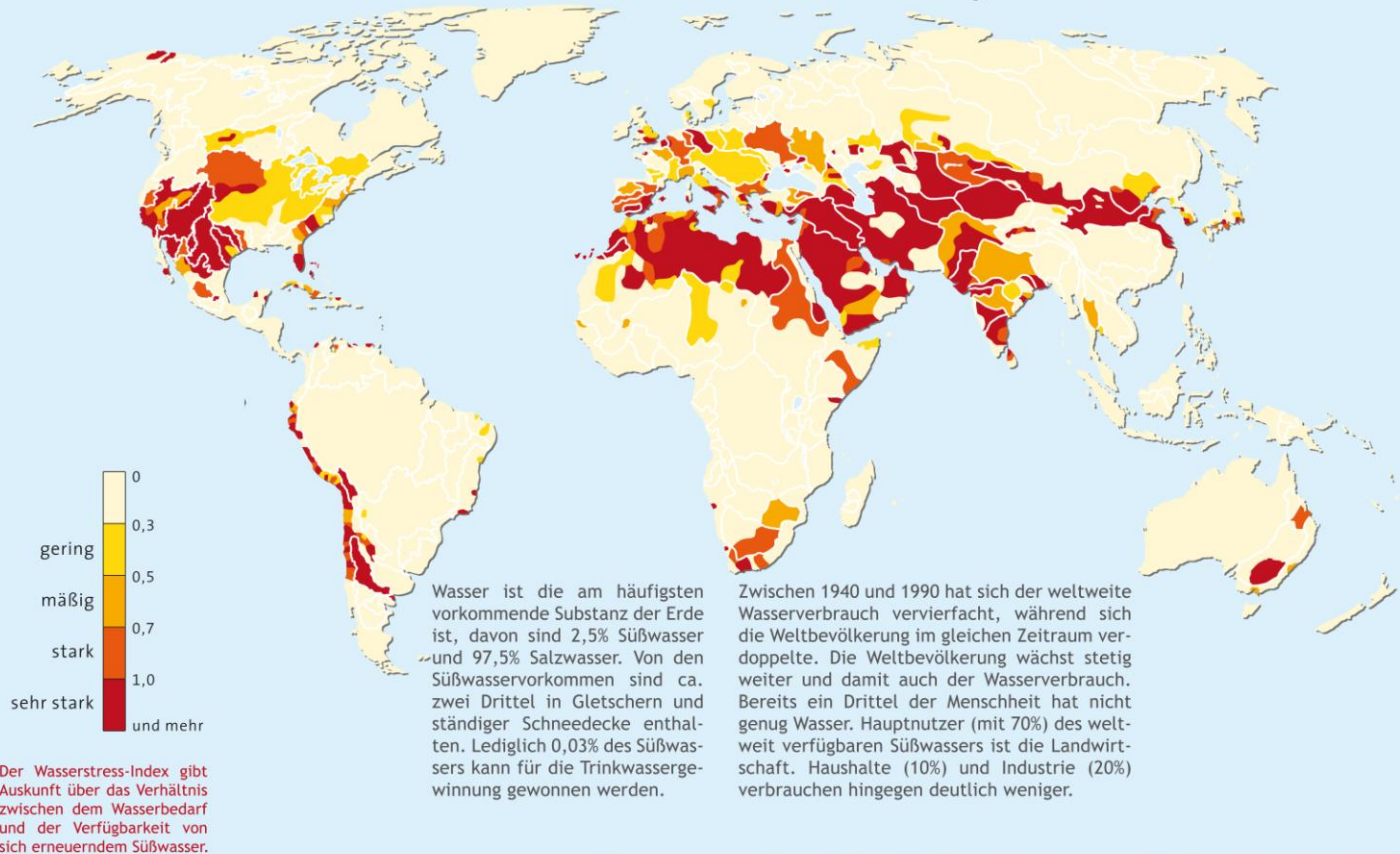 0
0,3
gering
0,5
mäßig
0,7
stark
1,0
sehr stark
und mehr
Der Wasserstress-Index gibt
Auskunft über das Verhältnis
zwischen dem Wasserbedarf
und der Verfügbarkeit von
sich erneuerndem Süßwasser.
Wasser ist die am häufigsten
vorkommende Substanz der Erde
ist, davon sind 2,5% Süßwasser
und 97,5% Salzwasser. Von den
Süßwasservorkommen sind ca.
zwei Drittel in Gletschern und
ständiger Schneedecke enthal-
ten. Lediglich 0,03% des Süßwas-
sers kann für die Trinkwasserge-
winnung gewonnen werden.
Zwischen 1940 und 1990 hat sich der weltweite
Wasserverbrauch vervierfacht, während sich
die Weltbevölkerung im gleichen Zeitraum ver-
doppelte. Die Weltbevölkerung wächst stetig
weiter und damit auch der Wasserverbrauch.
Bereits ein Drittel der Menschheit hat nicht
genug Wasser. Hauptnutzer (mit 70%) des welt-
weit verfügbaren Süßwassers ist die Landwirt-
schaft. Haushalte (10%) und Industrie (20%)
verbrauchen hingegen deutlich weniger.